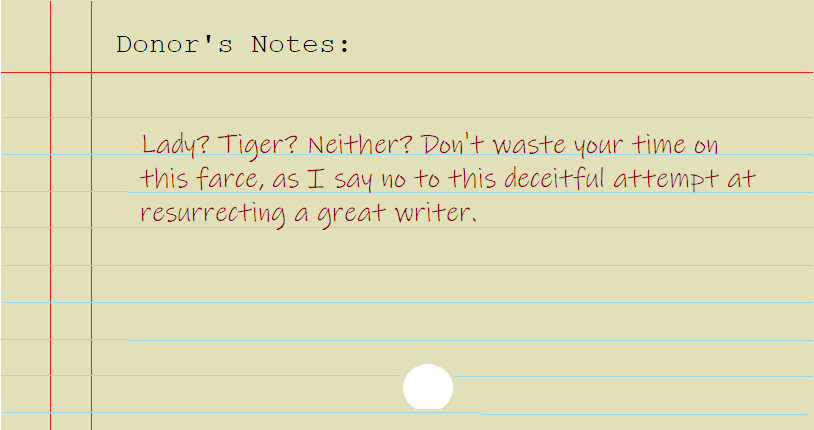 Donor's Notes:
Lady? Tiger? Neither? Don't waste your time on
this farce, as I say no to this deceitful attempt at
resurrecting a great writer.